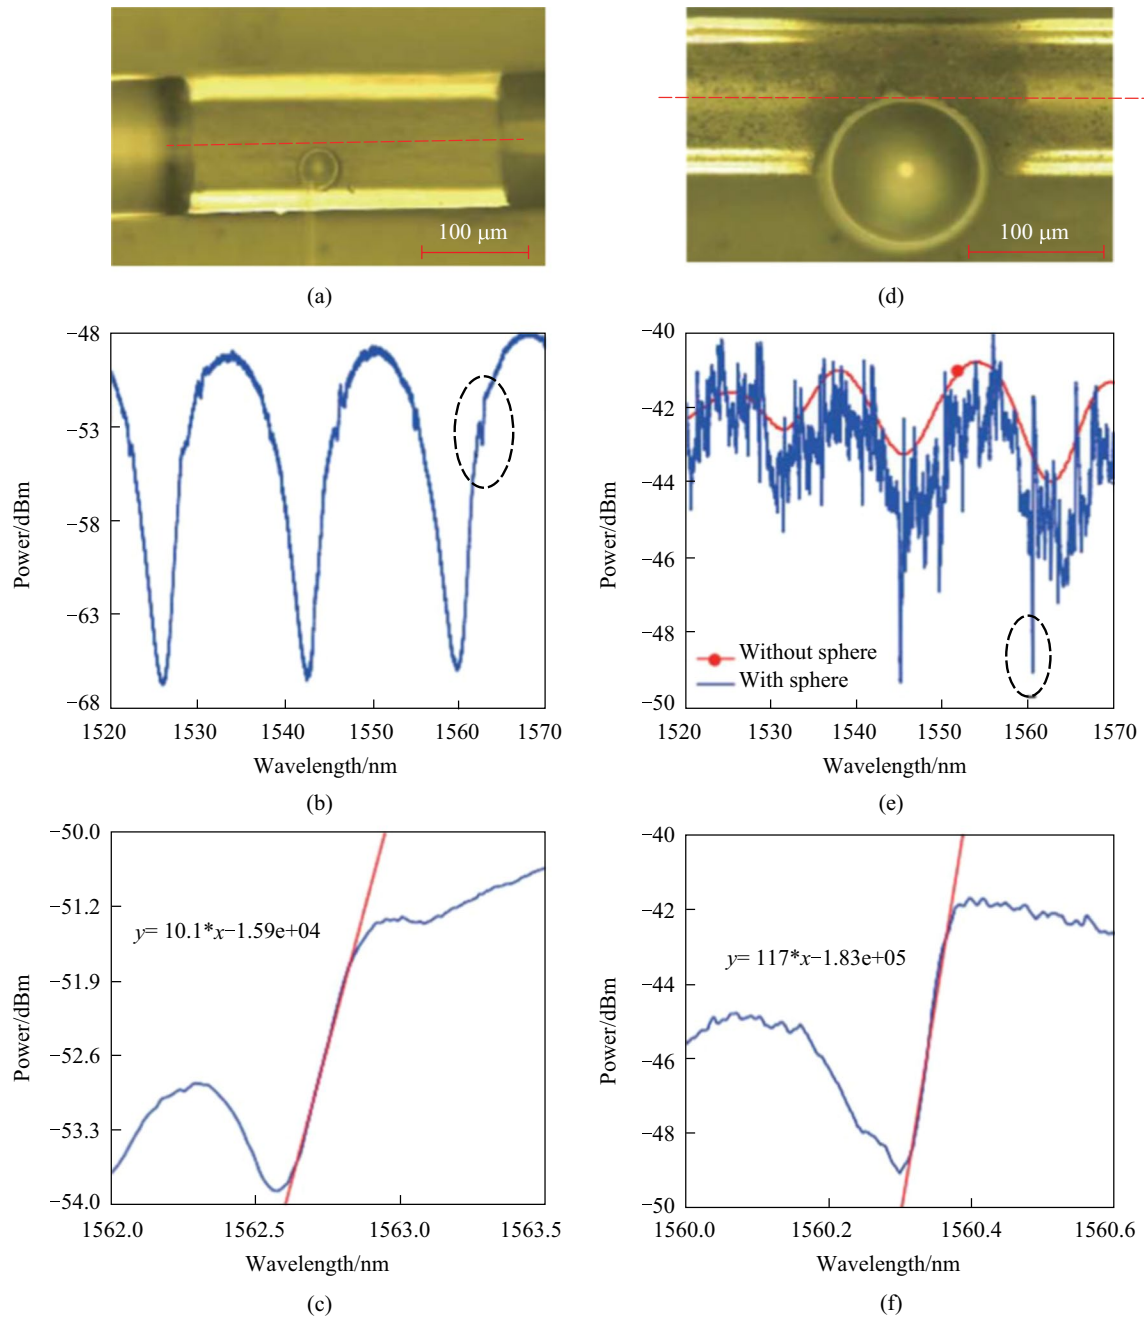 100 μm
(a)
100 μm
(d)
−48
−53
−58
−63
−68
1520
1530
1540
1550
1560
1570
Power/dBm
Wavelength/nm
(b)
−40
−42
−44
−46
−48
−50
1520
1530
1540
1550
1560
1570
Power/dBm
Without sphere
With sphere
Wavelength/nm
(e)
−50.0
−51.2
−51.9
−52.6
−53.3
−54.0
1562.0
1562.5
1563.0
1563.5
Power/dBm
y= 10.1*x−1.59e+04
Wavelength/nm
(c)
−40
−42
−44
−46
−48
−50
1560.0
1560.2
1560.4
1560.6
Power/dBm
y= 117*x−1.83e+05
Wavelength/nm
(f)